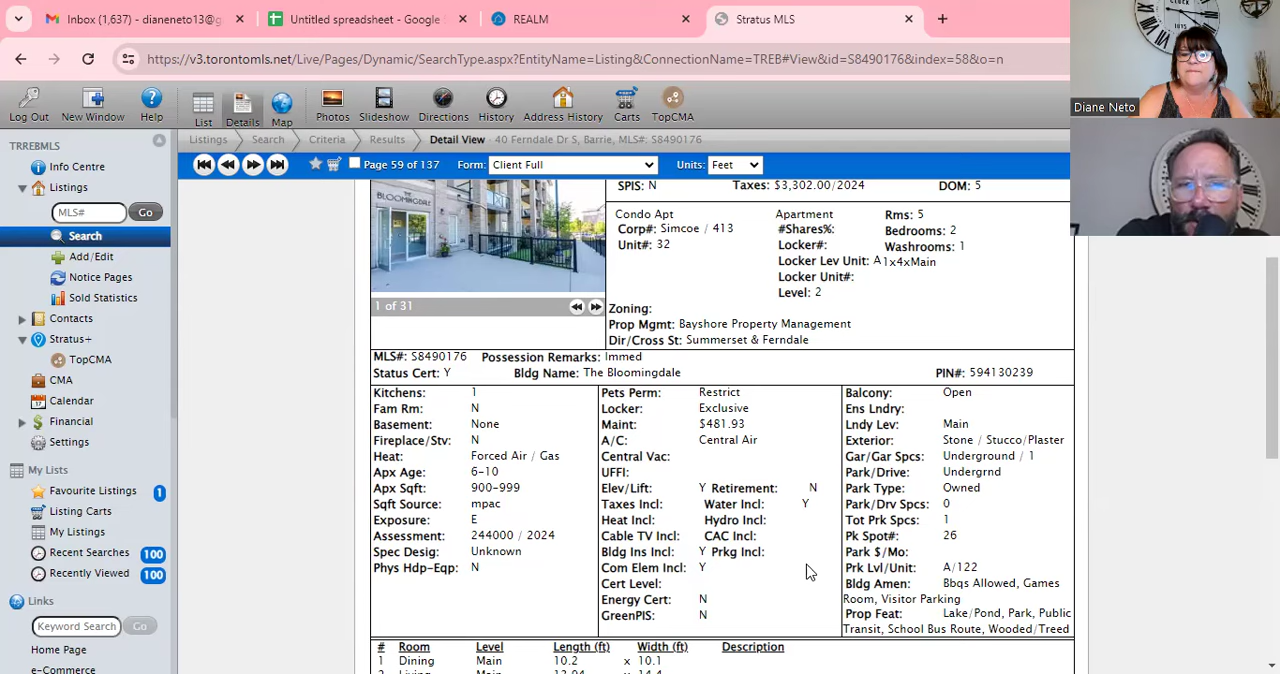 Inbox (1,637) - dianeneto13@g
Untitled spreadsheet - Google
REALM
Stratus MLS
https://v3.torontomls.net/Live/Pages/Dynamic/SearchType.aspx?EntityName=Listing&ConnectionName=TREB#View&id=S8490176&index=58&o=n
Log Out New Window Help List Details Map Photos Slideshow Directions History Address History Carts TopCMA
Diane Neto
TRREBMLS
Listings Search Criteria Results Detail View - 40 Ferndale Dr S, Barrie, MLS#: S8490176
Info Centre
Page 59 of 137 Form: Client Full Units: Feet
Listings
MLS# Go
Search
Add/Edit
Notice Pages
Sold Statistics
Contacts
Stratus+
TopCMA
CMA
Calendar
Financial
Settings
My Lists
Favourite Listings 1
Listing Carts
My Listings
Recent Searches 100
Recently Viewed 100
Links
Keyword Search Go
Home Page
e-Commerce
BLOOMINGDALE
1 of 31
SPIS: N Taxes: $3,302.00/2024 DOM: 5
Condo Apt Apartment Rms: 5
Corp#: Simcoe / 413 #Shares%: Bedrooms: 2
Unit#: 32 Locker#: Washrooms: 1
Locker Lev Unit: A 1x4xMain
Locker Unit#:
Level: 2
Zoning:
Prop Mgmt: Bayshore Property Management
Dir/Cross St: Summerset & Ferndale
MLS#: S8490176 Possession Remarks: Immed
Status Cert: Y Bldg Name: The Bloomingdale PIN#: 594130239
Kitchens: 1 Pets Perm: Restrict Balcony: Open
Fam Rm: N Locker: Exclusive Ens Lndry:
Basement: None Maint: $481.93 Lndy Lev: Main
Fireplace/Stv: N A/C: Central Air Exterior: Stone / Stucco/Plaster
Heat: Forced Air / Gas Central Vac: Gar/Gar Spcs: Underground / 1
Apx Age: 6-10 UFFI: Park/Drive: Undergrnd
Apx Sqft: 900-999 Elev/Lift: Y Retirement: N Park Type: Owned
Sqft Source: mpac Taxes Incl: Water Incl: Y Park/Drv Spcs: 0
Exposure: E Heat Incl: Hydro Incl: Tot Prk Spcs: 1
Assessment: 244000 / 2024 Cable TV Incl: CAC Incl: Pk Spot#: 26
Spec Desig: Unknown Bldg Ins Incl: Y Prkg Incl: Park $/Mo:
Phys Hdp-Eqp: N Com Elem Incl: Y Prk Lvl/Unit: A/122
Cert Level: Bldg Amen: Bbqs Allowed, Games
Energy Cert: N Room, Visitor Parking
GreenPIS: N Prop Feat: Lake/Pond, Park, Public
Transit, School Bus Route, Wooded/Treed
# Room Level Length (ft) Width (ft) Description
1 Dining Main 10.2 x 10.1